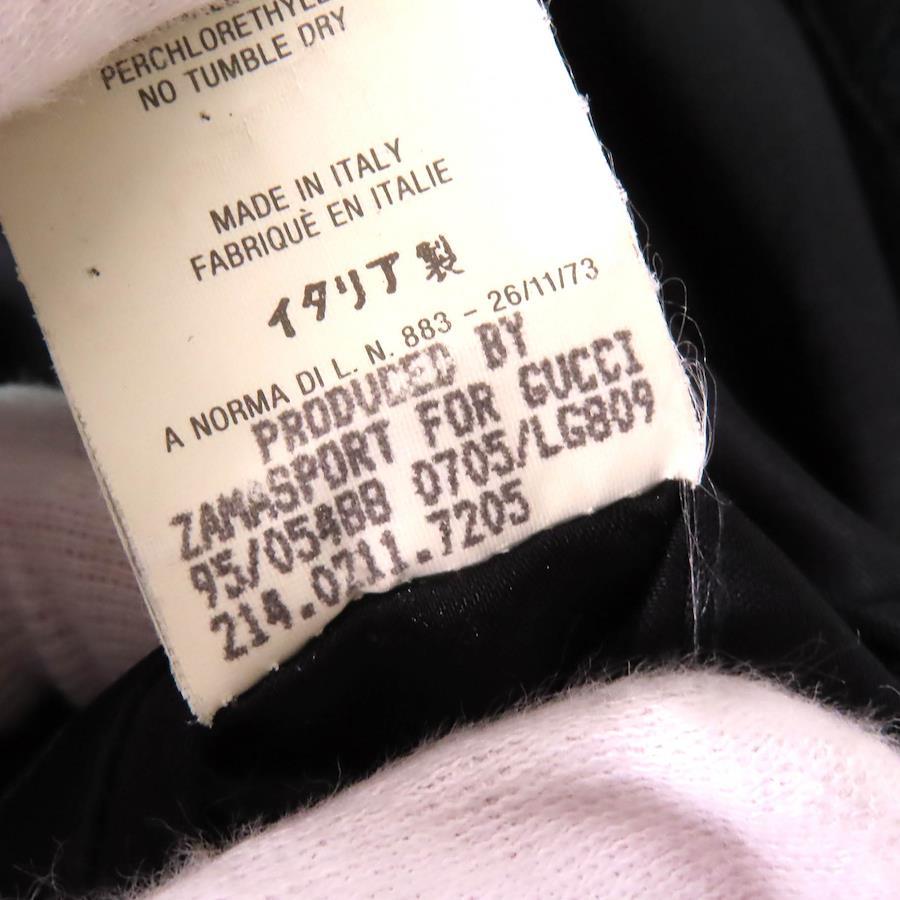 PERCHLORETHYLE
NO TUMBLE DRY
MADE IN ITALY
FABRIQUÈ EN ITALIE
イタリア製
A NORMA DI L. N. 883 - 26/11/73
PRODUCED BY
ZAMASPORT FOR GUCCI
95/054BB 0705/LG809
214.0211.7205